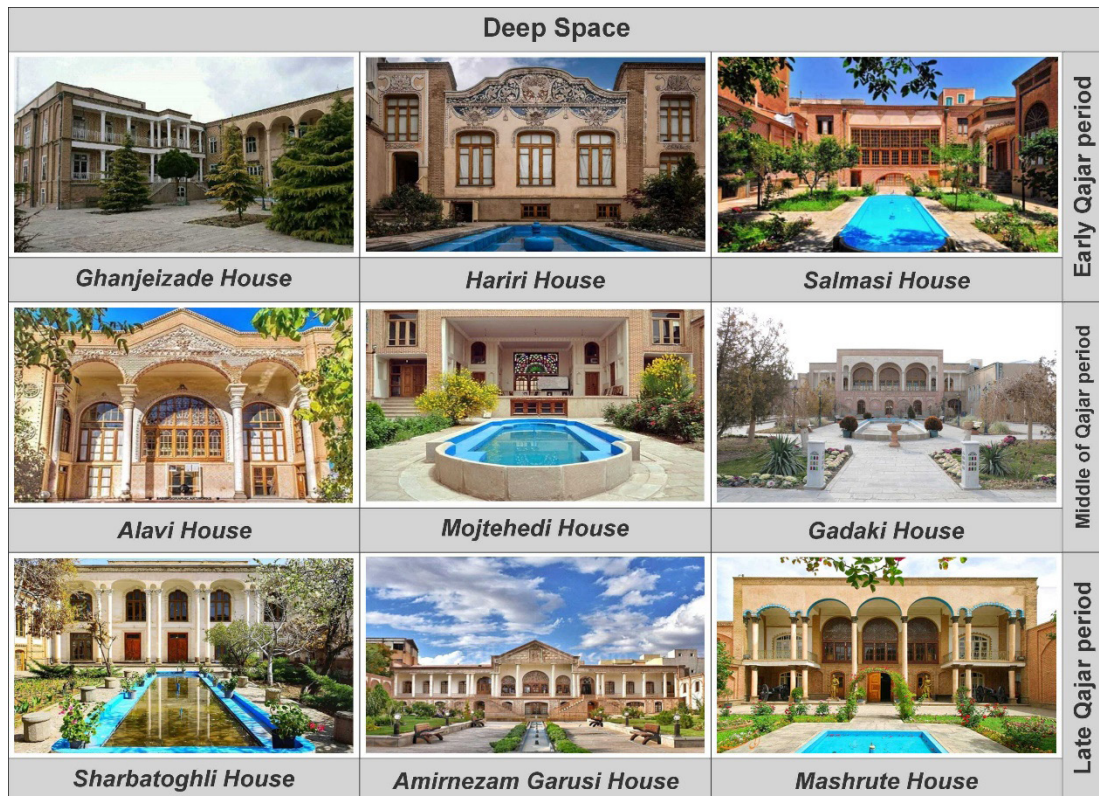 Deep Space
Early Qajar period
Ghanjeizade House
Hariri House
Salmasi House
Middle of Qajar period
Alavi House
Mojtehedi House
Gadaki House
Late Qajar period
Sharbatoghli House
Amirnezam Garusi House
Mashrute House